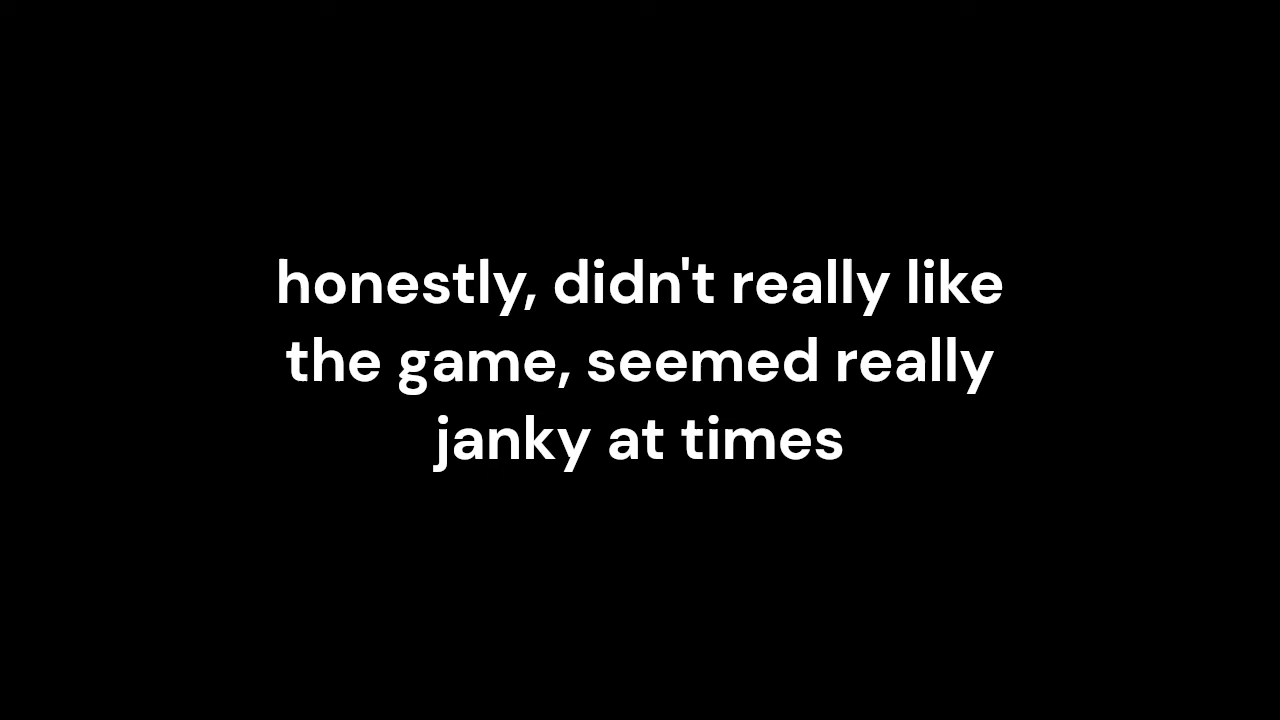 honestly, didn't really like
the game, seemed really
janky at times